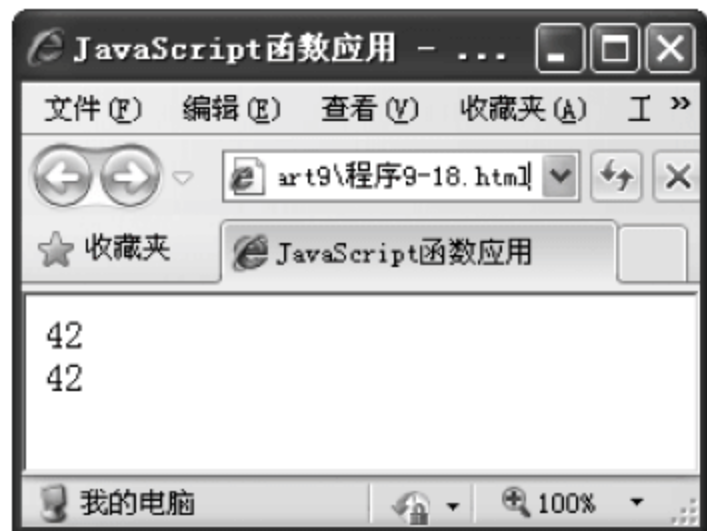 JavaScript函数应用 - ...
文件(F) 编辑(E) 查看(V) 收藏夹(A) 工 »
art9\程序9-18.html
收藏夹 JavaScript函数应用
42
42
我的电脑 100%